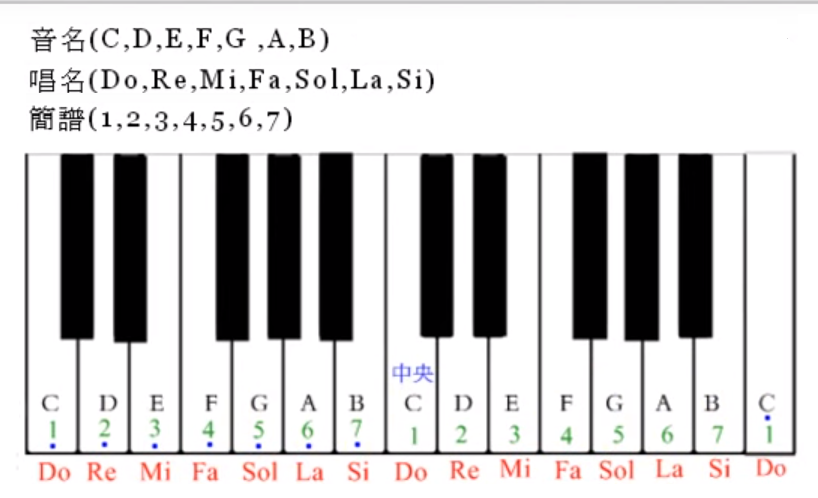 音名(C,D,E,F,G ,A,B)
唱名(Do,Re,Mi,Fa,Sol,La,Si)
簡譜(1,2,3,4,5,6,7)
中央
C D E F G A B C D E F G A B C
1 2 3 4 5 6 7 1 2 3 4 5 6 7 1
Do Re Mi Fa Sol La Si Do Re Mi Fa Sol La Si Do